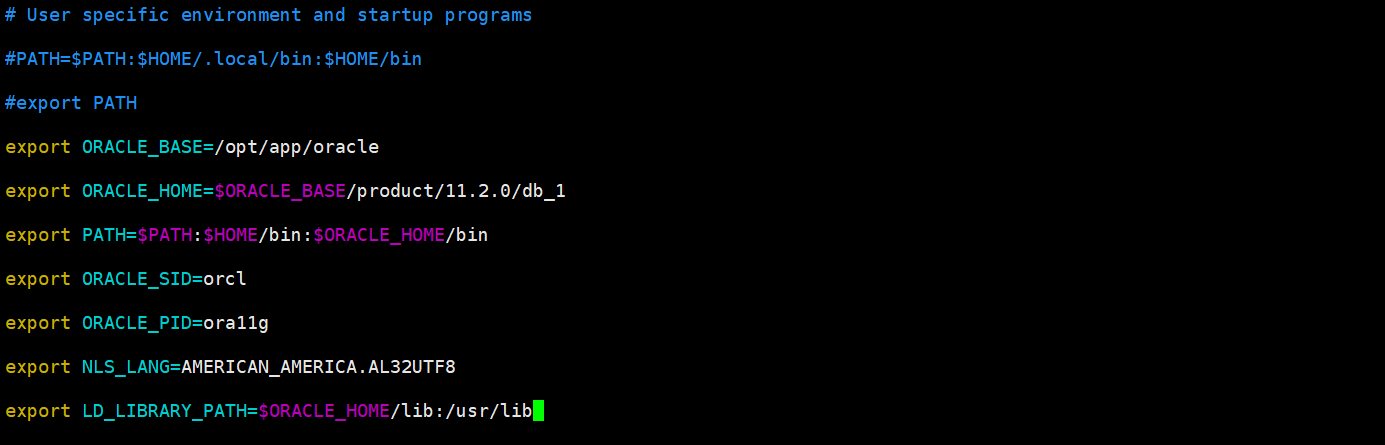 # User specific environment and startup programs
#PATH=$PATH:$HOME/.local/bin:$HOME/bin
#export PATH
export ORACLE_BASE=/opt/app/oracle
export ORACLE_HOME=$ORACLE_BASE/product/11.2.0/db_1
export PATH=$PATH:$HOME/bin:$ORACLE_HOME/bin
export ORACLE_SID=orcl
export ORACLE_PID=ora11g
export NLS_LANG=AMERICAN_AMERICA.AL32UTF8
export LD_LIBRARY_PATH=$ORACLE_HOME/lib:/usr/lib